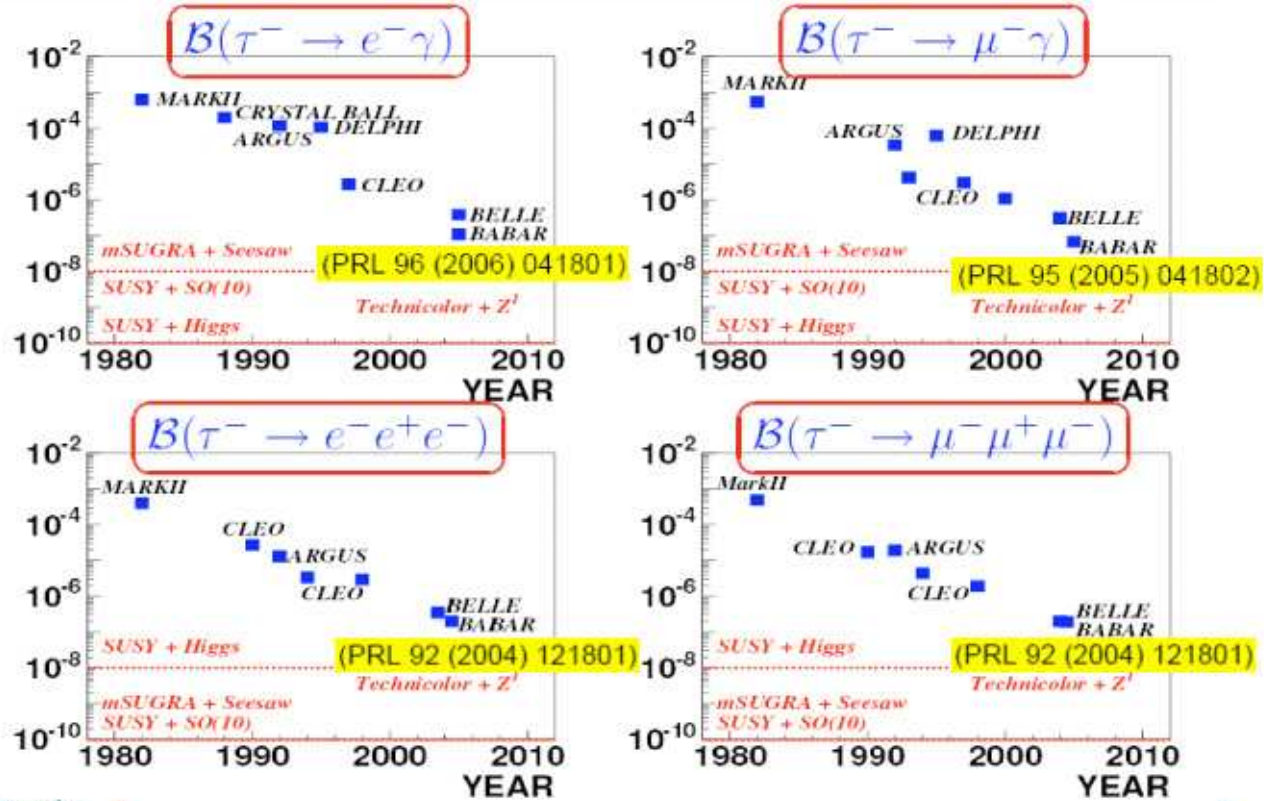 B(τ⁻ → e⁻γ)
10⁻²
MARKII
CRYSTAL BALL
10⁻⁴
ARGUS
DELPHI
10⁻⁶
CLEO
BELLE
BABAR
mSUGRA + Seesaw
(PRL 96 (2006) 041801)
10⁻⁸
SUSY + SO(10)
Technicolor + Z¹
SUSY + Higgs
10⁻¹⁰
1980 1990 2000 2010
YEAR
B(τ⁻ → μ⁻γ)
10⁻²
MARKII
10⁻⁴
ARGUS
DELPHI
10⁻⁶
CLEO
BELLE
BABAR
mSUGRA + Seesaw
10⁻⁸
(PRL 95 (2005) 041802)
SUSY + SO(10)
Technicolor + Z¹
SUSY + Higgs
10⁻¹⁰
1980 1990 2000 2010
YEAR
B(τ⁻ → e⁻e⁺e⁻)
10⁻²
MARKII
10⁻⁴
CLEO
ARGUS
10⁻⁶
CLEO
BELLE
BABAR
SUSY + Higgs
(PRL 92 (2004) 121801)
10⁻⁸
Technicolor + Z¹
mSUGRA + Seesaw
SUSY + SO(10)
10⁻¹⁰
1980 1990 2000 2010
YEAR
B(τ⁻ → μ⁻μ⁺μ⁻)
10⁻²
MarkII
10⁻⁴
CLEO
ARGUS
10⁻⁶
CLEO
BELLE
BABAR
SUSY + Higgs
(PRL 92 (2004) 121801)
10⁻⁸
Technicolor + Z¹
mSUGRA + Seesaw
SUSY + SO(10)
10⁻¹⁰
1980 1990 2000 2010
YEAR